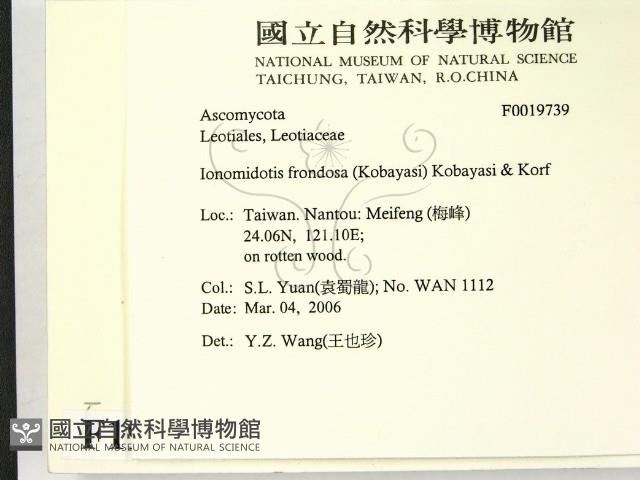 國立自然科學博物館
NATIONAL MUSEUM OF NATURAL SCIENCE
TAICHUNG, TAIWAN, R.O.CHINA
Ascomycota F0019739
Leotiales, Leotiaceae
Ionomidotis frondosa (Kobayasi) Kobayasi & Korf
Loc.: Taiwan. Nantou: Meifeng (梅峰)
24.06N, 121.10E;
on rotten wood.
Col.: S.L. Yuan(袁蜀龍); No. WAN 1112
Date: Mar. 04, 2006
Det.: Y.Z. Wang(王也珍)
國立自然科學博物館
NATIONAL MUSEUM OF NATURAL SCIENCE